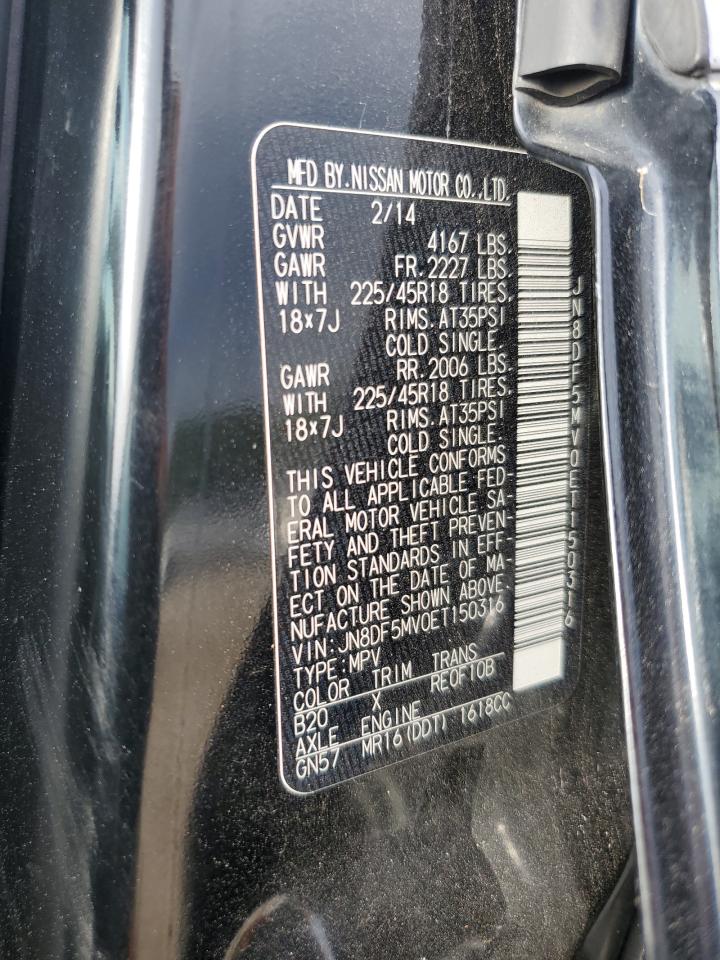 MFD BY.NISSAN MOTOR CO.,LTD.
DATE 2/14
GVWR 4167 LBS.
GAWR FR.2227 LBS.
WITH 225/45R18 TIRES.
18×7J RIMS.AT35PSI
COLD SINGLE.
GAWR RR.2006 LBS.
WITH 225/45R18 TIRES.
18×7J RIMS.AT35PSI
COLD SINGLE.
THIS VEHICLE CONFORMS
TO ALL APPLICABLE FED-
ERAL MOTOR VEHICLE SA-
FETY AND THEFT PREVEN-
TION STANDARDS IN EFF-
ECT ON THE DATE OF MA-
NUFACTURE SHOWN ABOVE.
VIN:JN8DF5MV0ET150316
TYPE:MPV
COLOR TRIM TRANS
B20 X RE0F10B
AXLE ENGINE
GN57 MR16(DDT) 1618CC
JN8DF5MV0ET150316